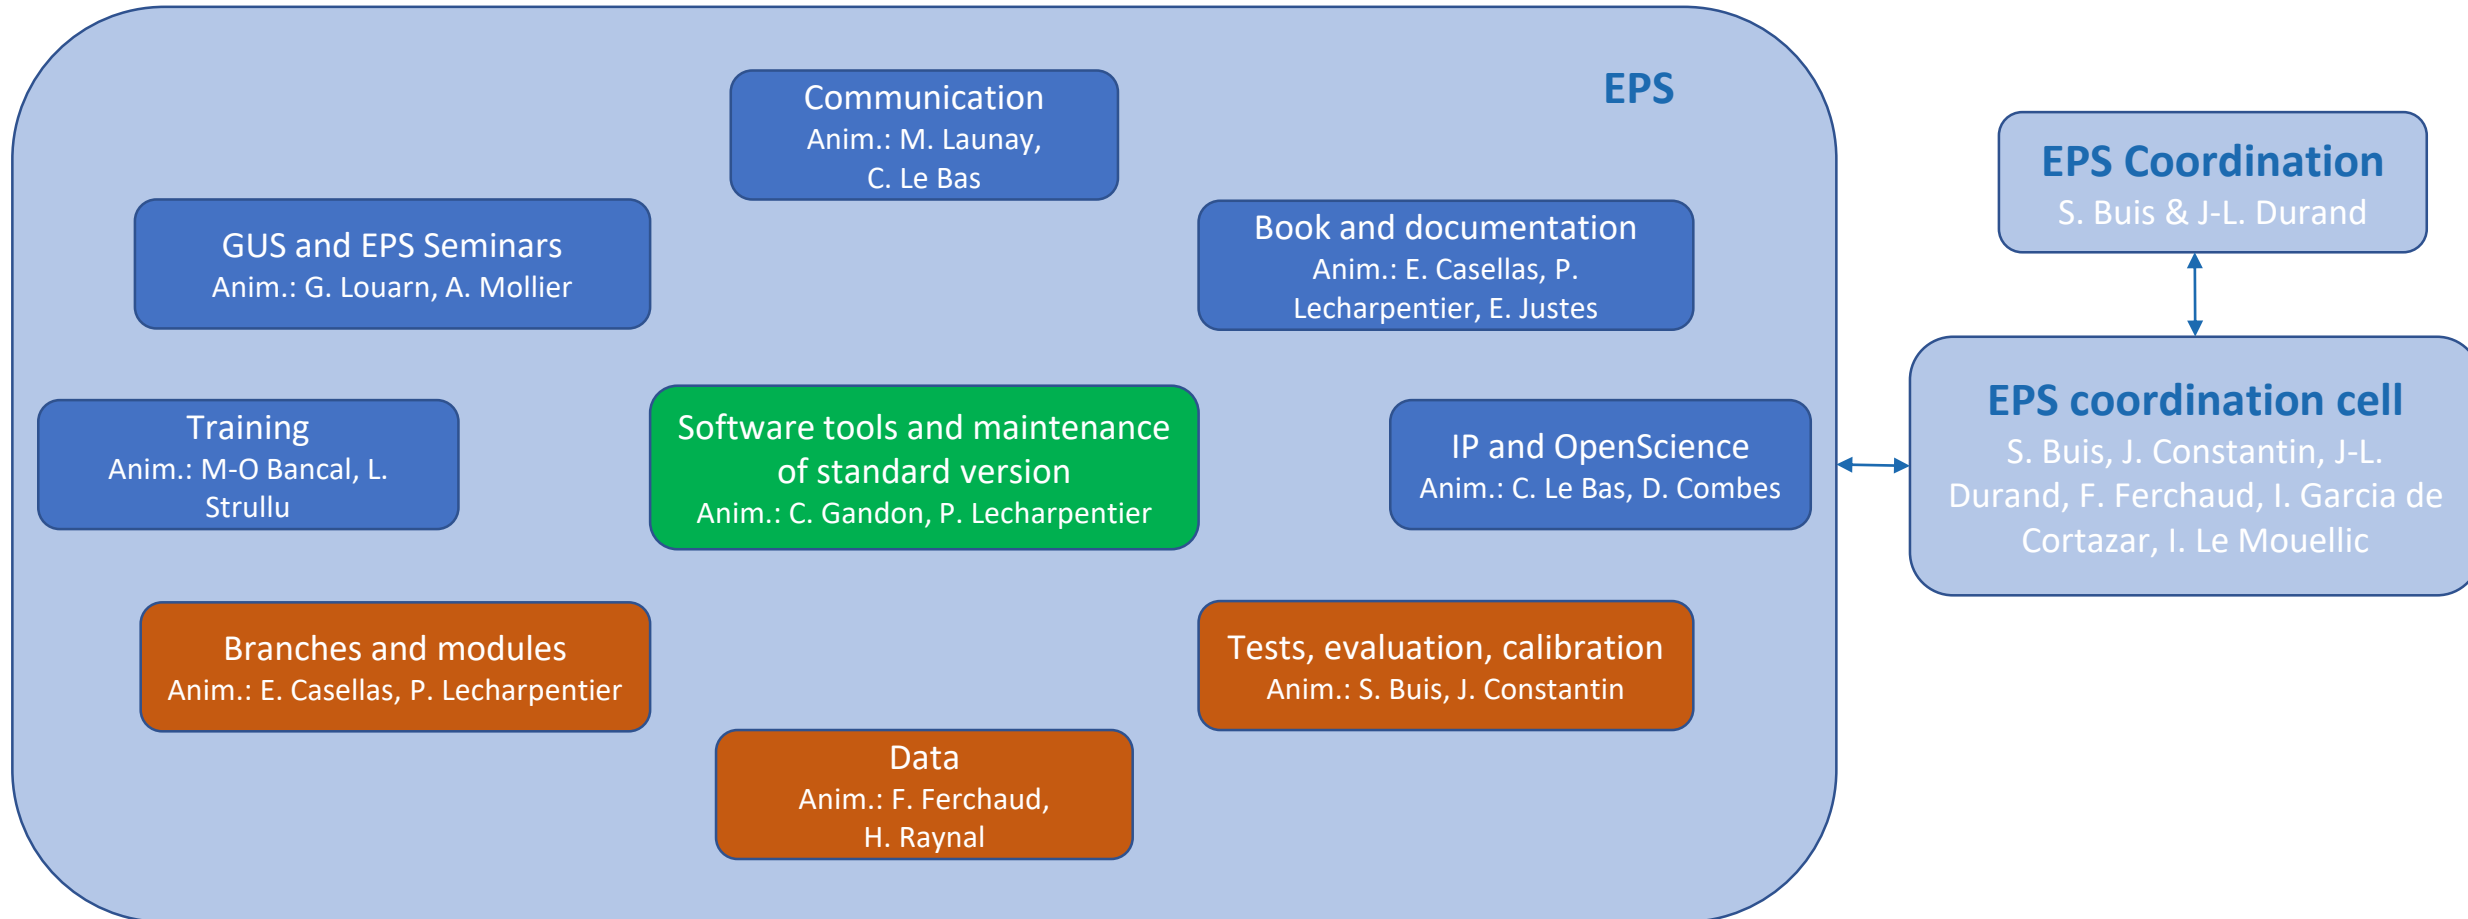 EPS
Communication
Anim.: M. Launay,
C. Le Bas
GUS and EPS Seminars
Anim.: G. Louarn, A. Mollier
Book and documentation
Anim.: E. Casellas, P.
Lecharpentier, E. Justes
Training
Anim.: M-O Bancal, L.
Strullu
Software tools and maintenance
of standard version
Anim.: C. Gandon, P. Lecharpentier
IP and OpenScience
Anim.: C. Le Bas, D. Combes
Branches and modules
Anim.: E. Casellas, P. Lecharpentier
Tests, evaluation, calibration
Anim.: S. Buis, J. Constantin
Data
Anim.: F. Ferchaud,
H. Raynal
EPS Coordination
S. Buis & J-L. Durand
EPS coordination cell
S. Buis, J. Constantin, J-L.
Durand, F. Ferchaud, I. Garcia de
Cortazar, I. Le Mouellic